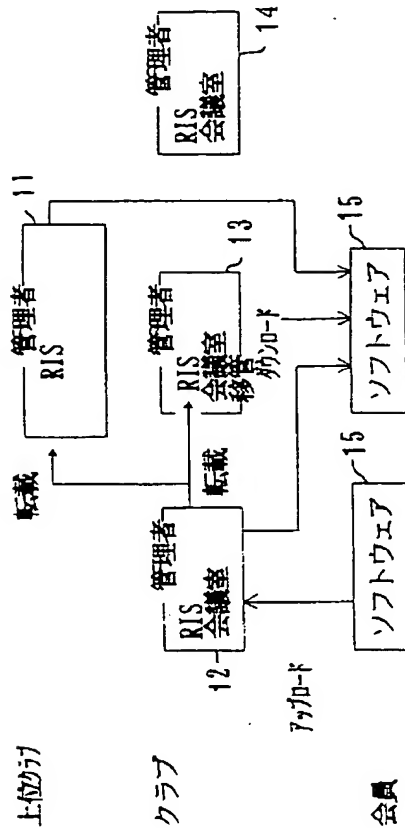 上位クラブ
管理者
RIS
11
転載
クラブ
管理者
RIS
会議室
12
転載
管理者
RIS
会議室
移管
13
管理者
RIS
会議室
14
アップロード
ダウンロード
会員
ソフトウェア
15
ソフトウェア
15